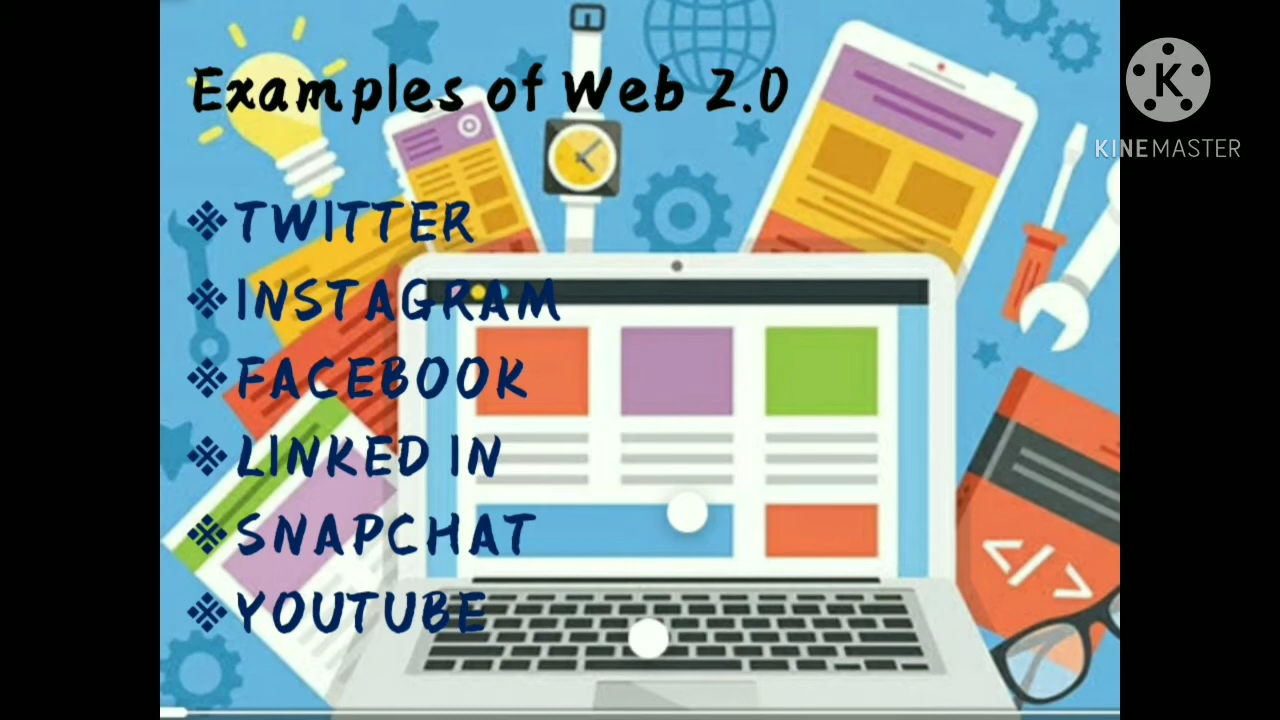 Examples of Web 2.0
TWITTER
INSTAGRAM
FACEBOOK
LINKED IN
SNAPCHAT
YOUTUBE
</>
K
KINEMASTER